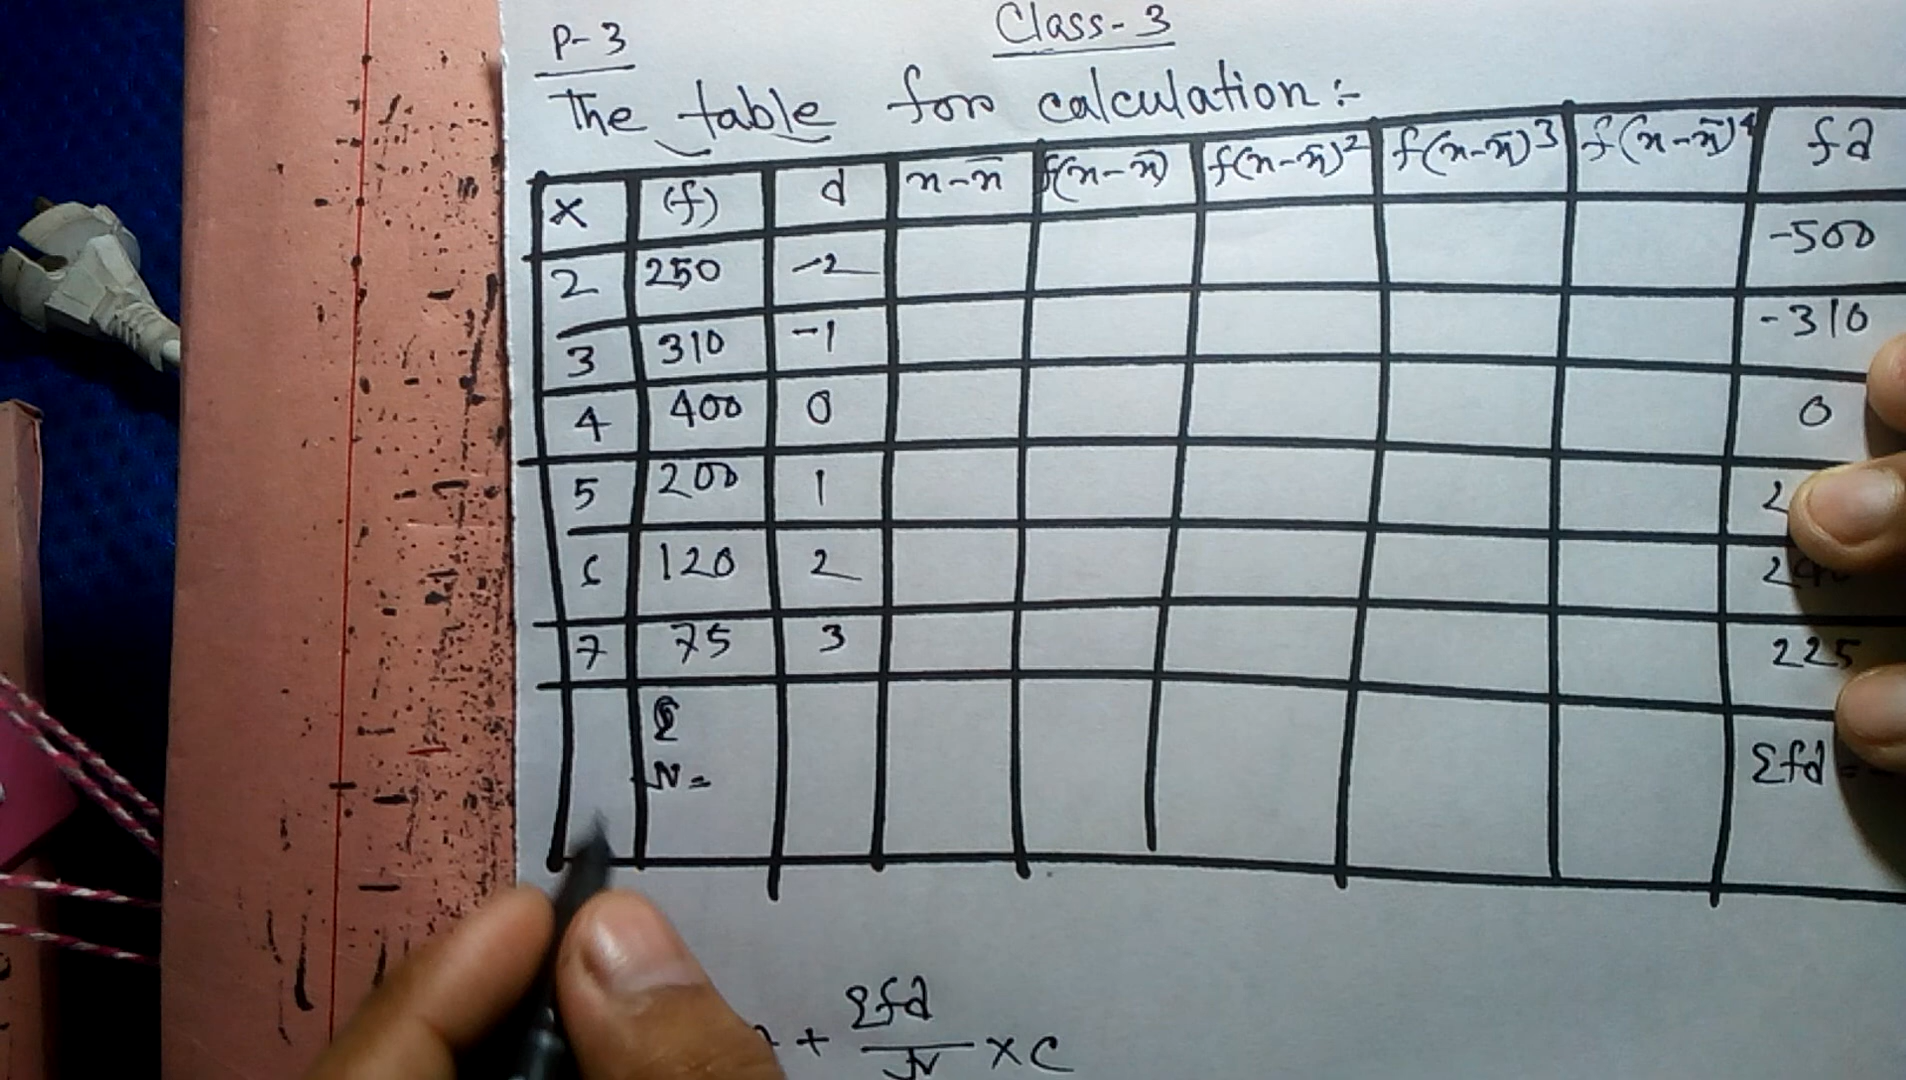 P-3
Class-3
The table for calculation :-
x (f) d n-n̄ f(n-n̄) f(n-n̄)² f(n-n̄)³ f(n-n̄)⁴ fd
2 250 -2 -500
3 310 -1 -310
4 400 0 0
5 200 1
6 120 2
7 75 3 225
Σ
N= Σfd =
+ Σfd/N × C